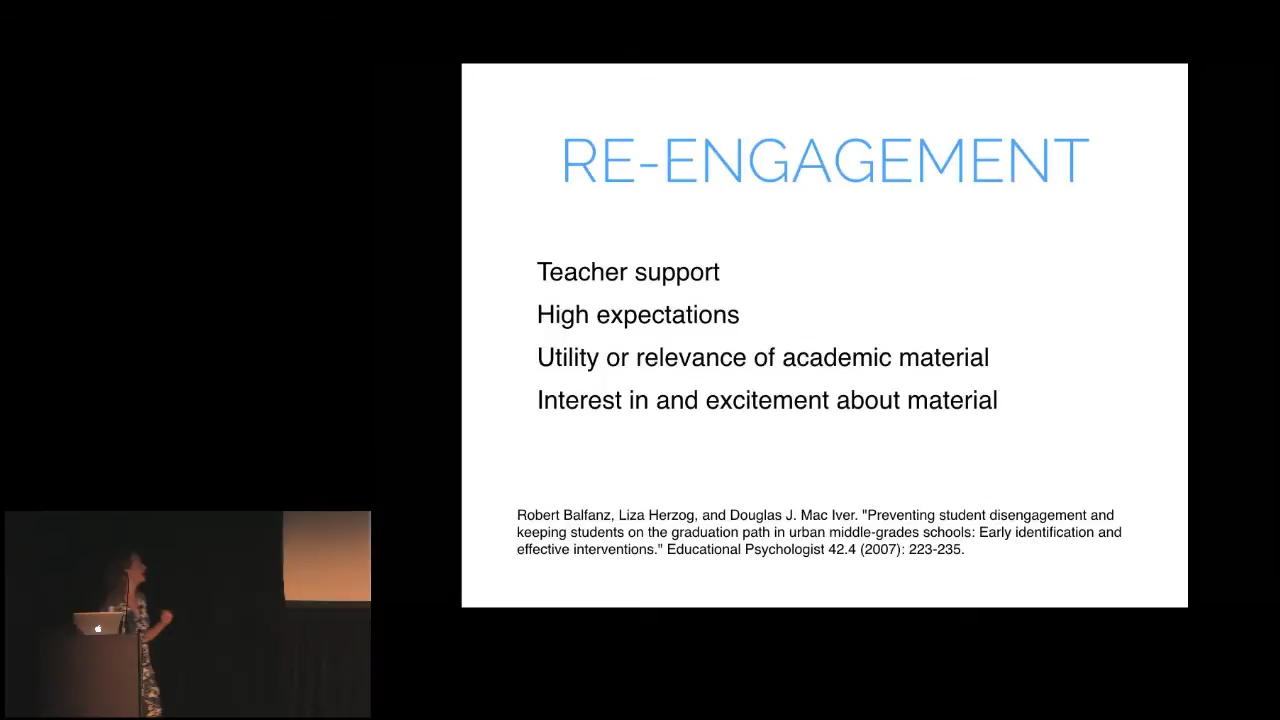 RE-ENGAGEMENT
Teacher support
High expectations
Utility or relevance of academic material
Interest in and excitement about material
Robert Balfanz, Liza Herzog, and Douglas J. Mac Iver. "Preventing student disengagement and
keeping students on the graduation path in urban middle-grades schools: Early identification and
effective interventions." Educational Psychologist 42.4 (2007): 223-235.